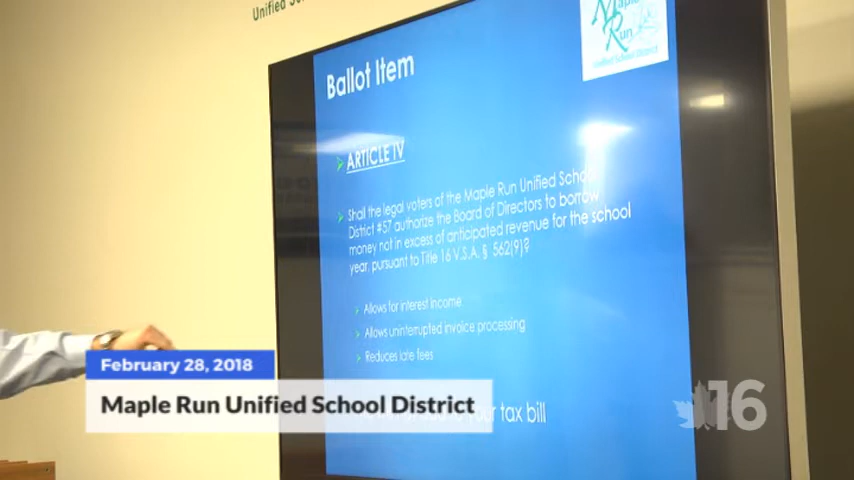 Unified
Maple
Run
Unified School District
Ballot Item
ARTICLE IV
Shall the legal voters of the Maple Run Unified School
District #57 authorize the Board of Directors to borrow
money not in excess of anticipated revenue for the school
year, pursuant to Title 16 V.S.A. § 562(9)?
Allows for interest income
Allows uninterrupted invoice processing
Reduces late fees
your tax bill
February 28, 2018
Maple Run Unified School District
16